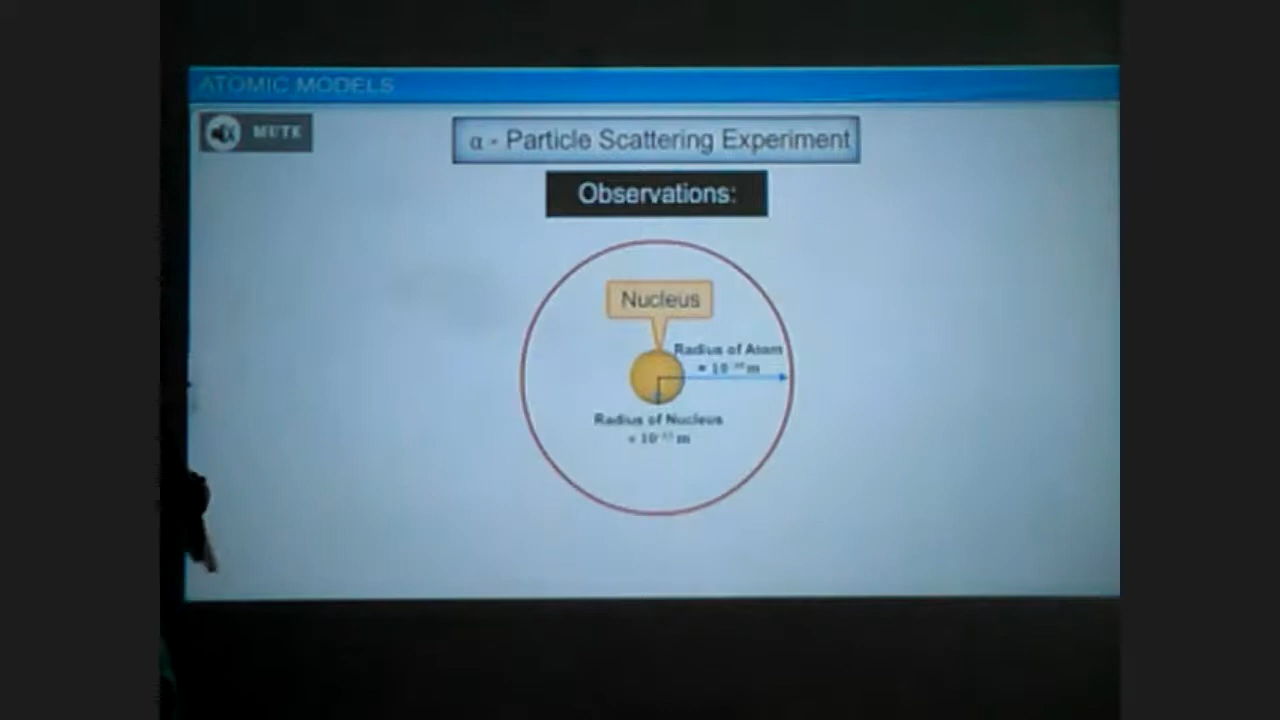 ATOMIC MODELS
MUTE
α - Particle Scattering Experiment
Observations:
Nucleus
Radius of Atom
m
Radius of Nucleus
m